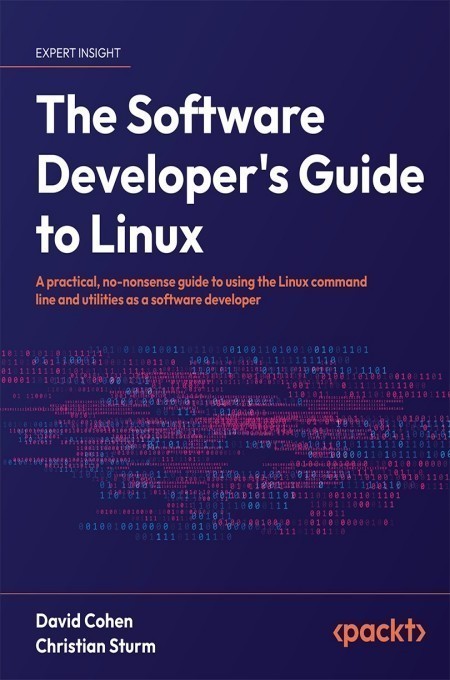 EXPERT INSIGHT
The Software
Developer's Guide
to Linux
A practical, no-nonsense guide to using the Linux command
line and utilities as a software developer
David Cohen
Christian Sturm
<packt>